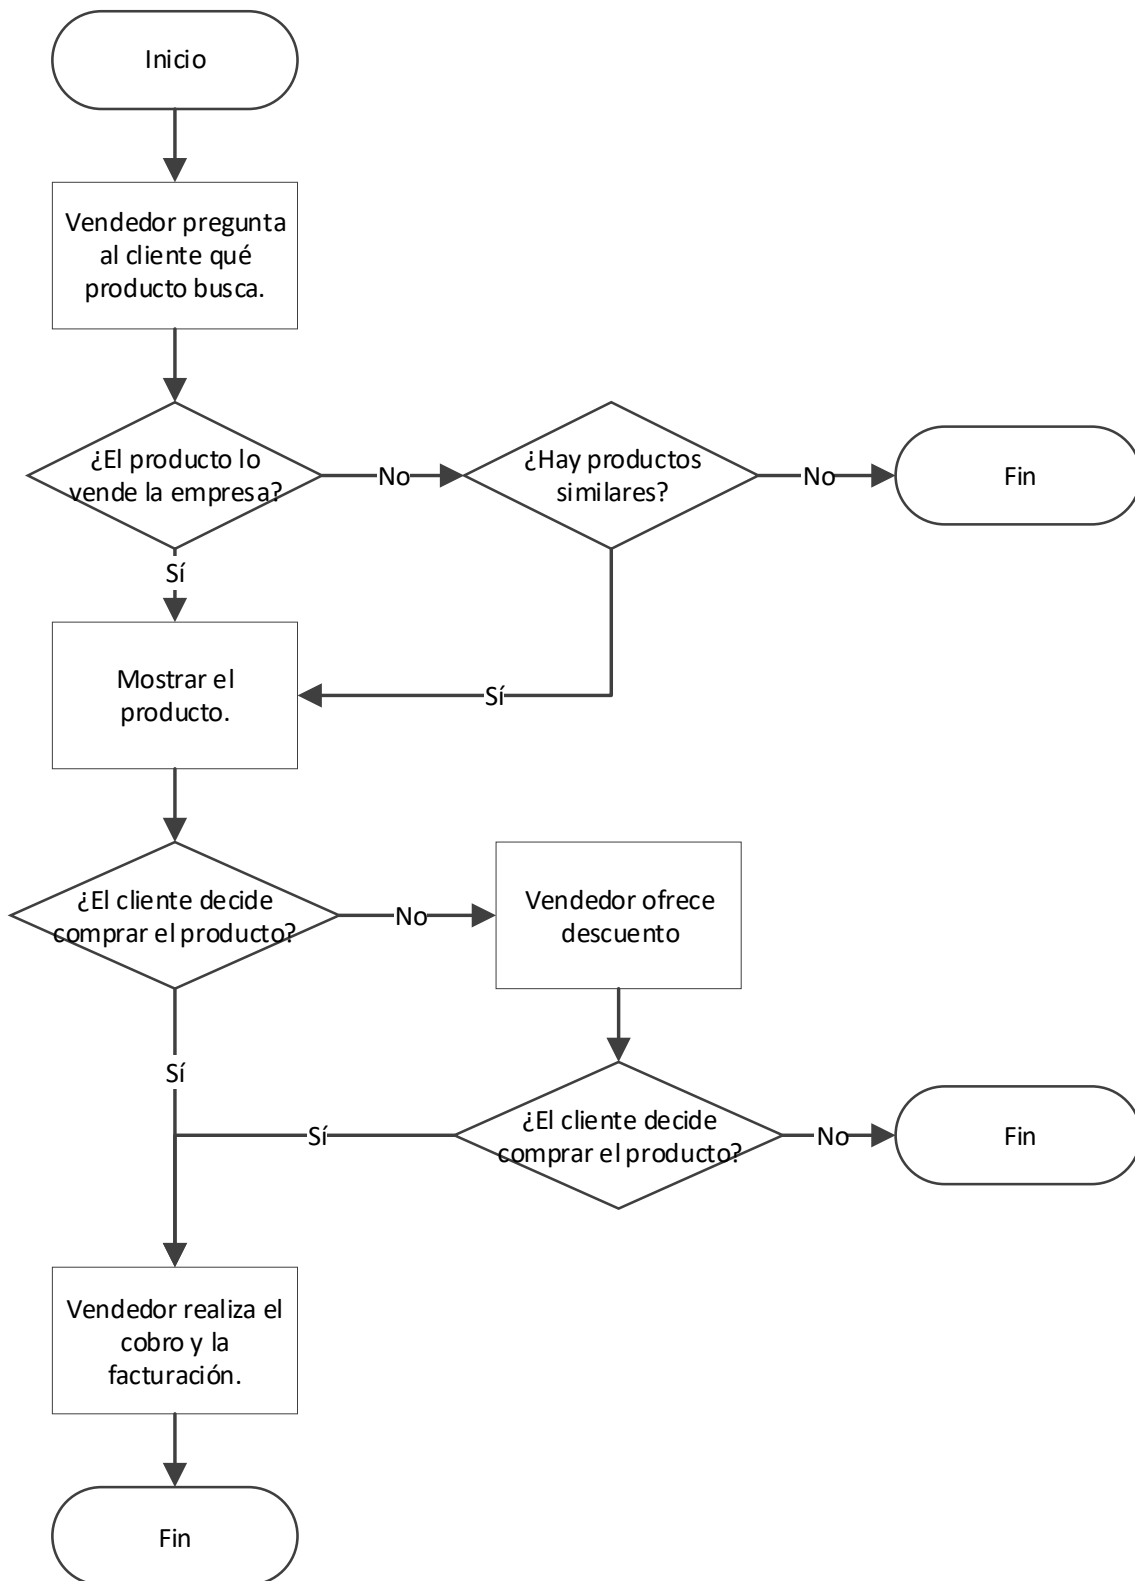 Inicio
Vendedor pregunta
al cliente qué
producto busca.
¿El producto lo
vende la empresa?
No
¿Hay productos
similares?
No
Fin
Sí
Mostrar el
producto.
Sí
¿El cliente decide
comprar el producto?
No
Vendedor ofrece
descuento
Sí
¿El cliente decide
comprar el producto?
Sí
No
Fin
Vendedor realiza el
cobro y la
facturación.
Fin